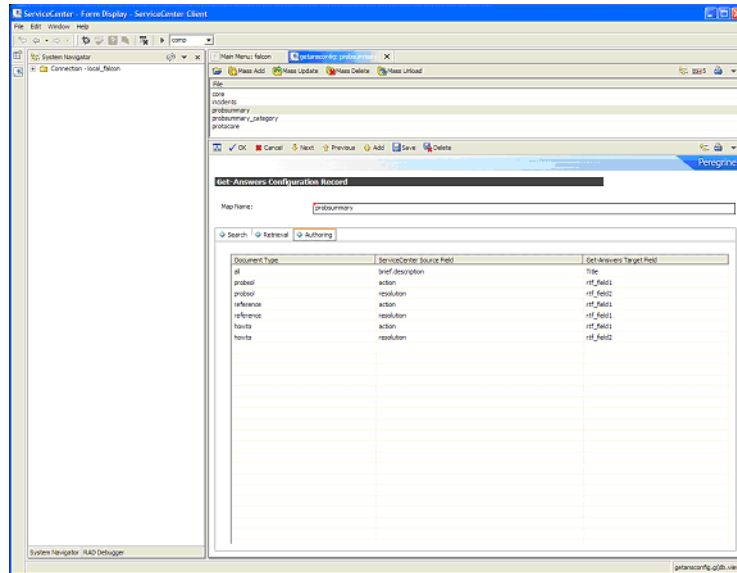 ServiceCenter - Form Display - ServiceCenter Client
File Edit Window Help
comp
System Navigator
Connection - local_falcon
Main Menu: falcon getansconfig: probsummary
Mass Add Mass Update Mass Delete Mass Unload
File
core
incidents
probsummary
probsummary_category
protocore
OK Cancel Next Previous Add Save Delete
Peregrine
Get-Answers Configuration Record
Map Name: probsummary
Search Retrieval Authoring
Document Type ServiceCenter Source Field Get-Answers Target Field
all brief.description Title
probsol action rtf_field1
probsol resolution rtf_field2
reference action rtf_field1
reference resolution rtf_field1
howto action rtf_field1
howto resolution rtf_field2
System Navigator RAD Debugger